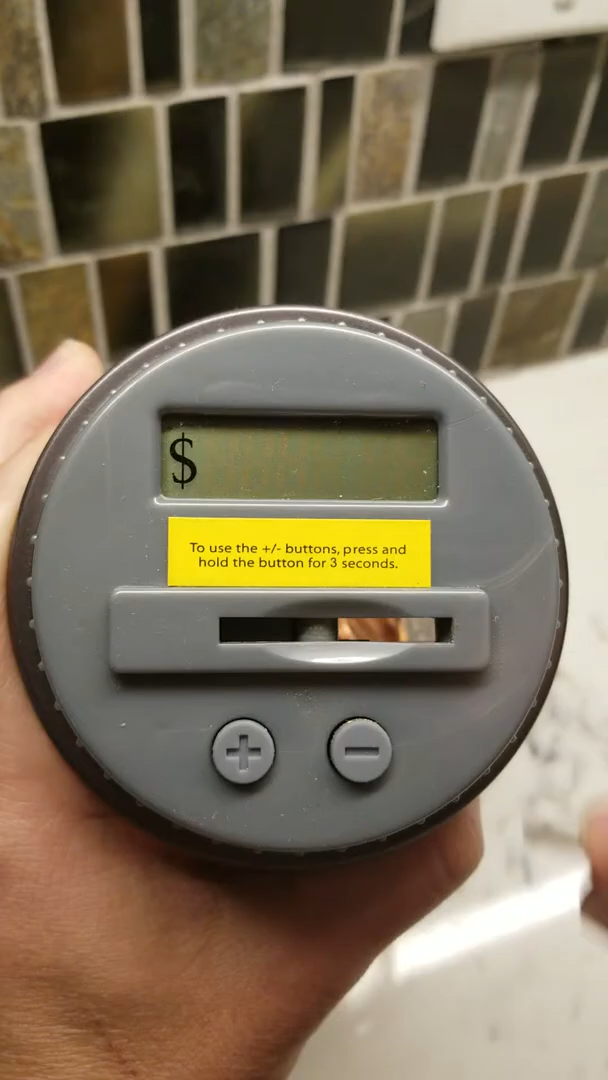 $
To use the +/- buttons, press and
hold the button for 3 seconds.
+ −